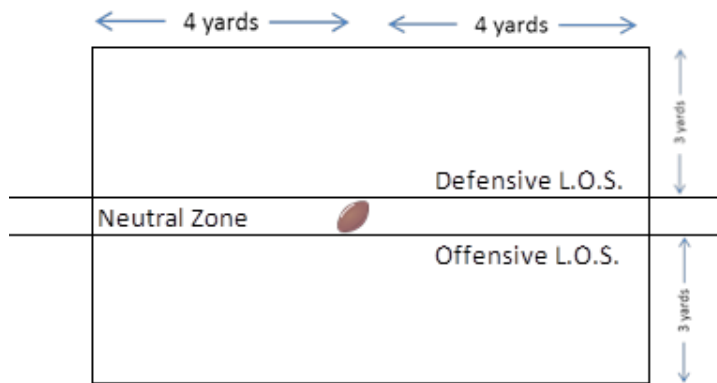 4 yards
4 yards
3 yards
Defensive L.O.S.
Neutral Zone
Offensive L.O.S.
3 yards